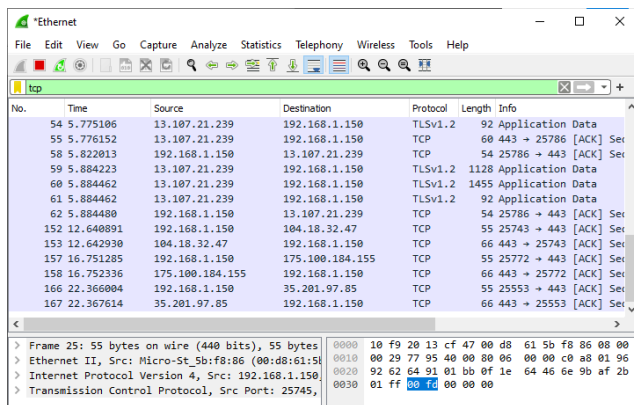 *Ethernet
File Edit View Go Capture Analyze Statistics Telephony Wireless Tools Help
tcp
No. Time Source Destination Protocol Length Info
54 5.775106 13.107.21.239 192.168.1.150 TLSv1.2 92 Application Data
55 5.776152 13.107.21.239 192.168.1.150 TCP 60 443 → 25786 [ACK] Sec
58 5.822013 192.168.1.150 13.107.21.239 TCP 54 25786 → 443 [ACK] Sec
59 5.884223 13.107.21.239 192.168.1.150 TLSv1.2 1128 Application Data
60 5.884462 13.107.21.239 192.168.1.150 TLSv1.2 1455 Application Data
61 5.884462 13.107.21.239 192.168.1.150 TLSv1.2 92 Application Data
62 5.884480 192.168.1.150 13.107.21.239 TCP 54 25786 → 443 [ACK] Sec
152 12.640891 192.168.1.150 104.18.32.47 TCP 55 25743 → 443 [ACK] Sec
153 12.642930 104.18.32.47 192.168.1.150 TCP 66 443 → 25743 [ACK] Sec
157 16.751285 192.168.1.150 175.100.184.155 TCP 55 25772 → 443 [ACK] Sec
158 16.752336 175.100.184.155 192.168.1.150 TCP 66 443 → 25772 [ACK] Sec
166 22.366004 192.168.1.150 35.201.97.85 TCP 55 25553 → 443 [ACK] Sec
167 22.367614 35.201.97.85 192.168.1.150 TCP 66 443 → 25553 [ACK] Sec
> Frame 25: 55 bytes on wire (440 bits), 55 bytes
> Ethernet II, Src: Micro-St_5b:f8:86 (00:d8:61:5b
> Internet Protocol Version 4, Src: 192.168.1.150,
> Transmission Control Protocol, Src Port: 25745,
0000 10 f9 20 13 cf 47 00 d8 61 5b f8 86 08 00
0010 00 29 77 95 40 00 80 06 00 00 c0 a8 01 96
0020 92 62 64 91 01 bb 0f 1e 64 46 6e 9b af 2b
0030 01 ff 00 fd 00 00 00